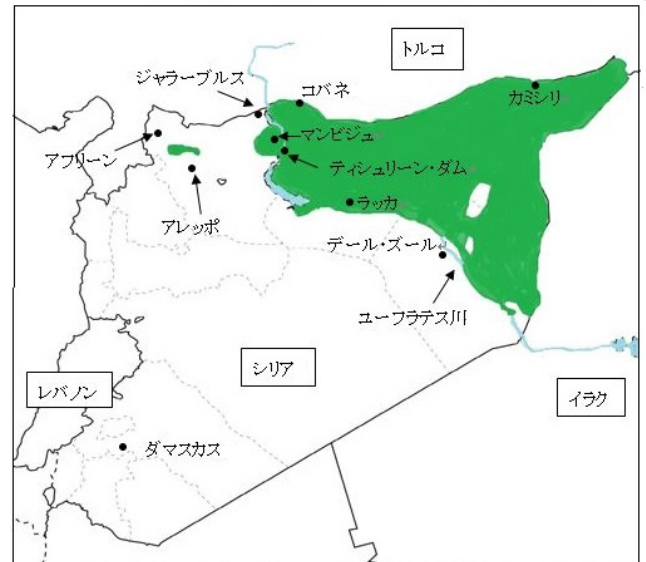 トルコ
ジャラーブルス
コバネ
カミシリ
アフリーン
マンビジュ
ティシュリーン・ダム
アレッポ
ラッカ
デール・ズール
ユーフラテス川
シリア
レバノン
イラク
ダマスカス